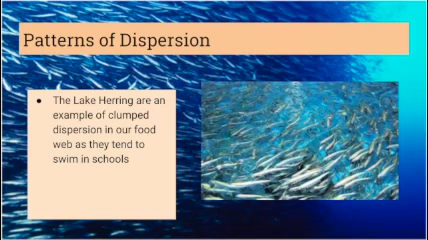 Patterns of Dispersion
● The Lake Herring are an
example of clumped
dispersion in our food
web as they tend to
swim in schools